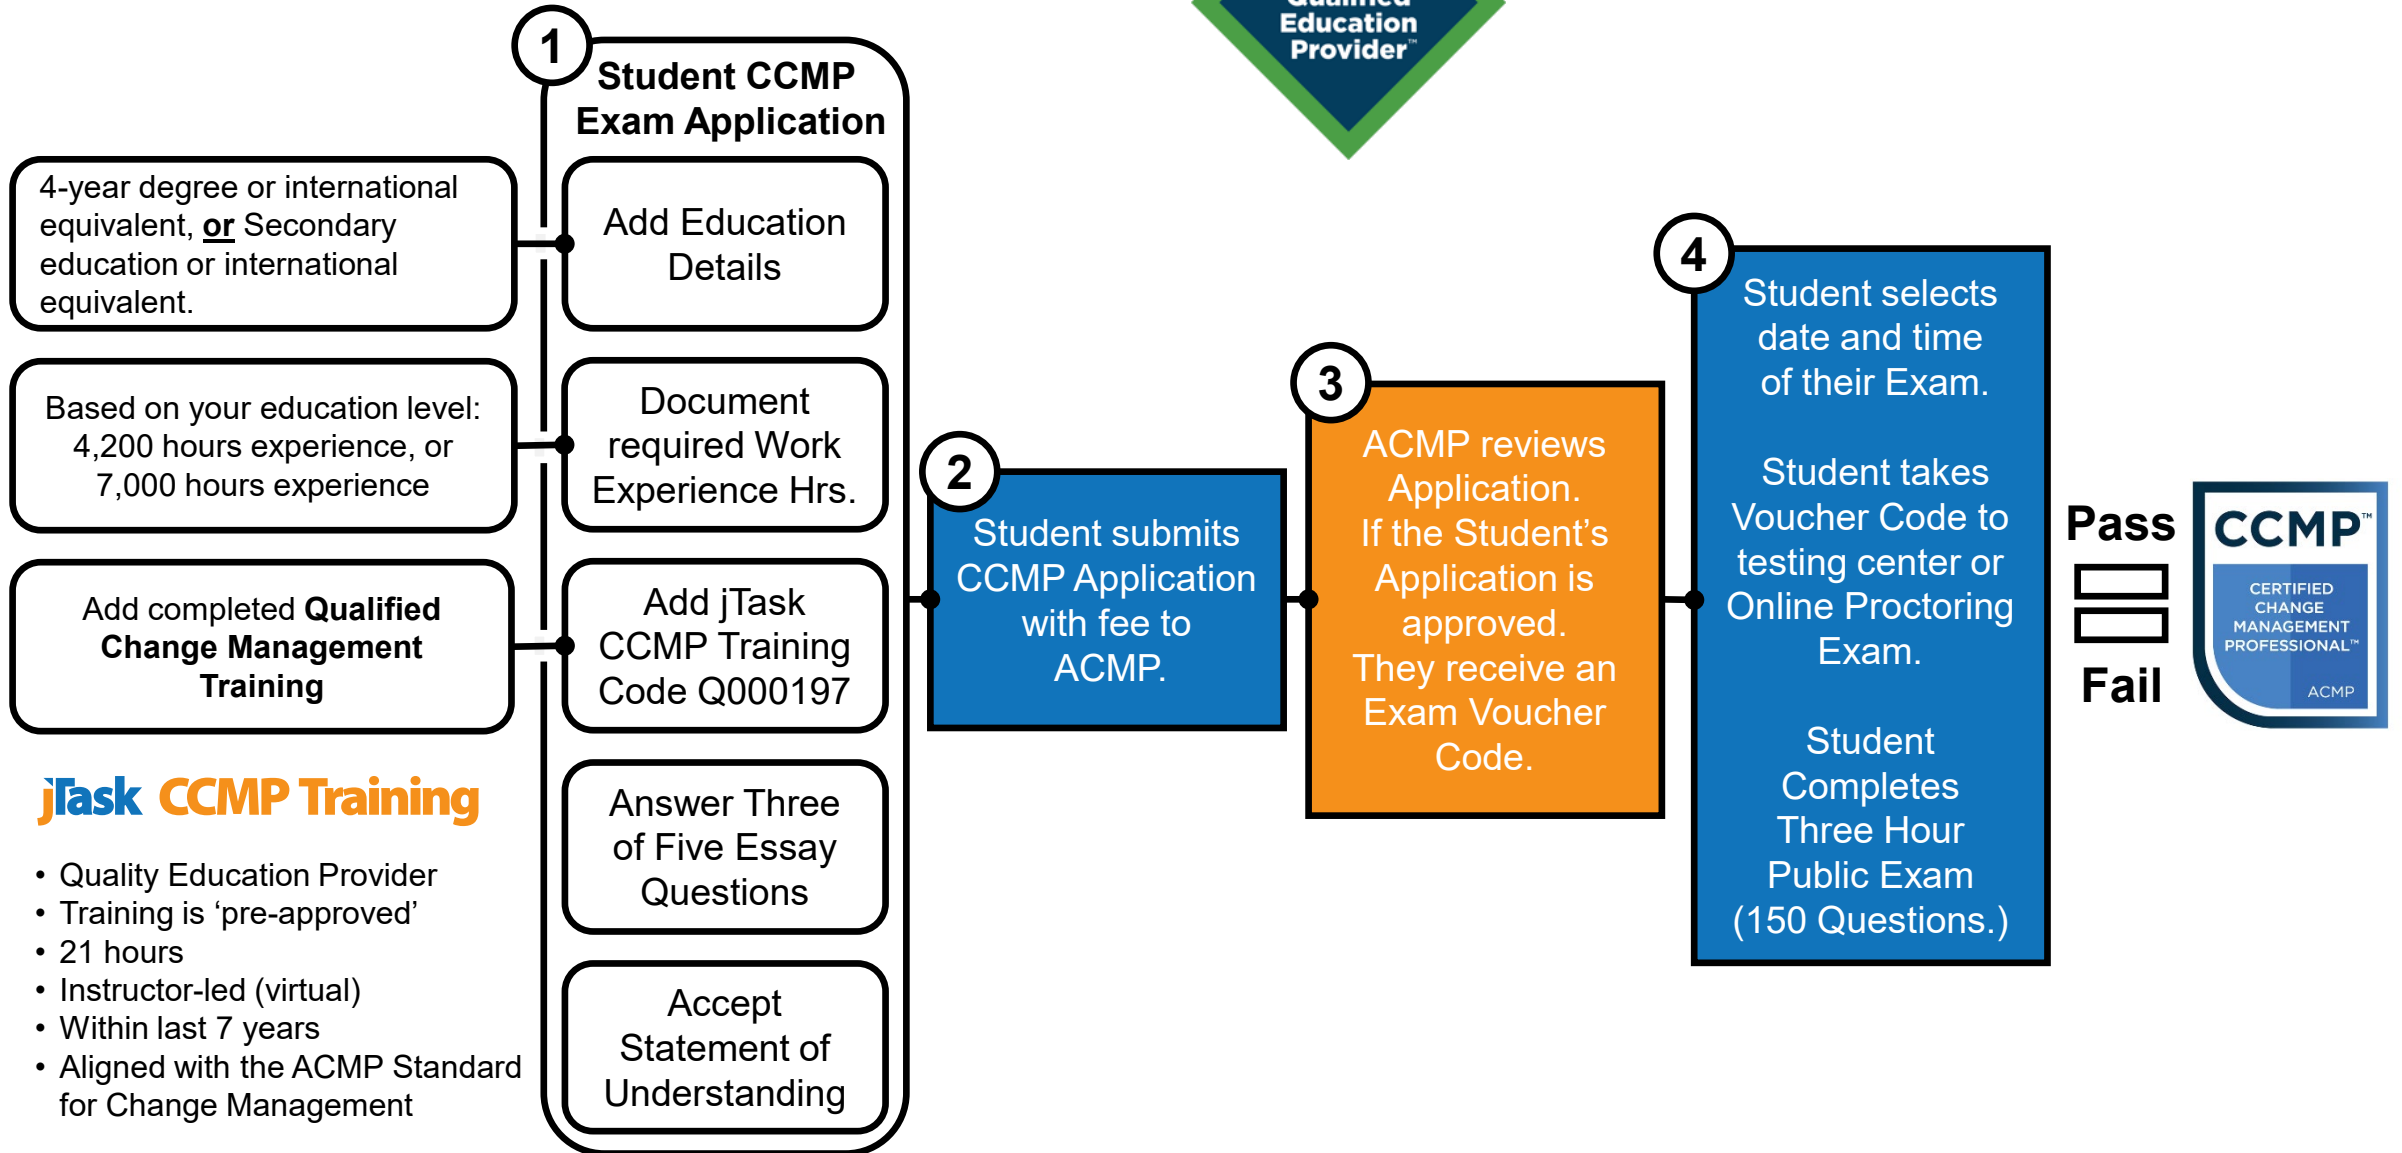 Qualified
Education
Provider™
1
Student CCMP
Exam Application
4-year degree or international
equivalent, or Secondary
education or international
equivalent.
Add Education
Details
Based on your education level:
4,200 hours experience, or
7,000 hours experience
Document
required Work
Experience Hrs.
Add completed Qualified
Change Management
Training
Add jTask
CCMP Training
Code Q000197
Answer Three
of Five Essay
Questions
Accept
Statement of
Understanding
jTask CCMP Training
• Quality Education Provider
• Training is ‘pre-approved’
• 21 hours
• Instructor-led (virtual)
• Within last 7 years
• Aligned with the ACMP Standard
for Change Management
2
Student submits
CCMP Application
with fee to
ACMP.
3
ACMP reviews
Application.
If the Student’s
Application is
approved.
They receive an
Exam Voucher
Code.
4
Student selects
date and time
of their Exam.
Student takes
Voucher Code to
testing center or
Online Proctoring
Exam.
Student
Completes
Three Hour
Public Exam
(150 Questions.)
Pass
Fail
CCMP™
CERTIFIED
CHANGE
MANAGEMENT
PROFESSIONAL™
ACMP